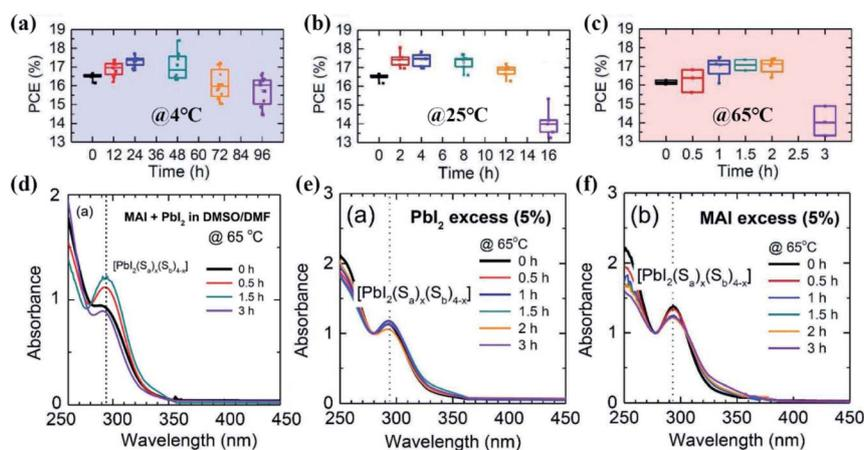 (a)
PCE (%)
19
18
17
16
15
14
13
@4°C
0 12 24 36 48 60 72 84 96
Time (h)
(b)
PCE (%)
19
18
17
16
15
14
13
@25°C
0 2 4 6 8 10 12 14 16
Time (h)
(c)
PCE (%)
19
18
17
16
15
14
13
@65°C
0 0.5 1 1.5 2 2.5 3
Time (h)
(d)
Absorbance
2
1
0
(a)
MAI + PbI2 in DMSO/DMF
@ 65 °C
[PbI2(Sa)x(Sb)4-x]
0 h
0.5 h
1.5 h
3 h
250 300 350 400 450
Wavelength (nm)
(e)
Absorbance
3
2
1
0
(a)
PbI2 excess (5%)
@ 65°C
[PbI2(Sa)x(Sb)4-x]
0 h
0.5 h
1 h
1.5 h
2 h
3 h
250 300 350 400 450
Wavelength (nm)
(f)
Absorbance
3
2
1
0
(b)
MAI excess (5%)
@ 65°C
[PbI2(Sa)x(Sb)4-x]
0 h
0.5 h
1 h
1.5 h
2 h
3 h
250 300 350 400 450
Wavelength (nm)